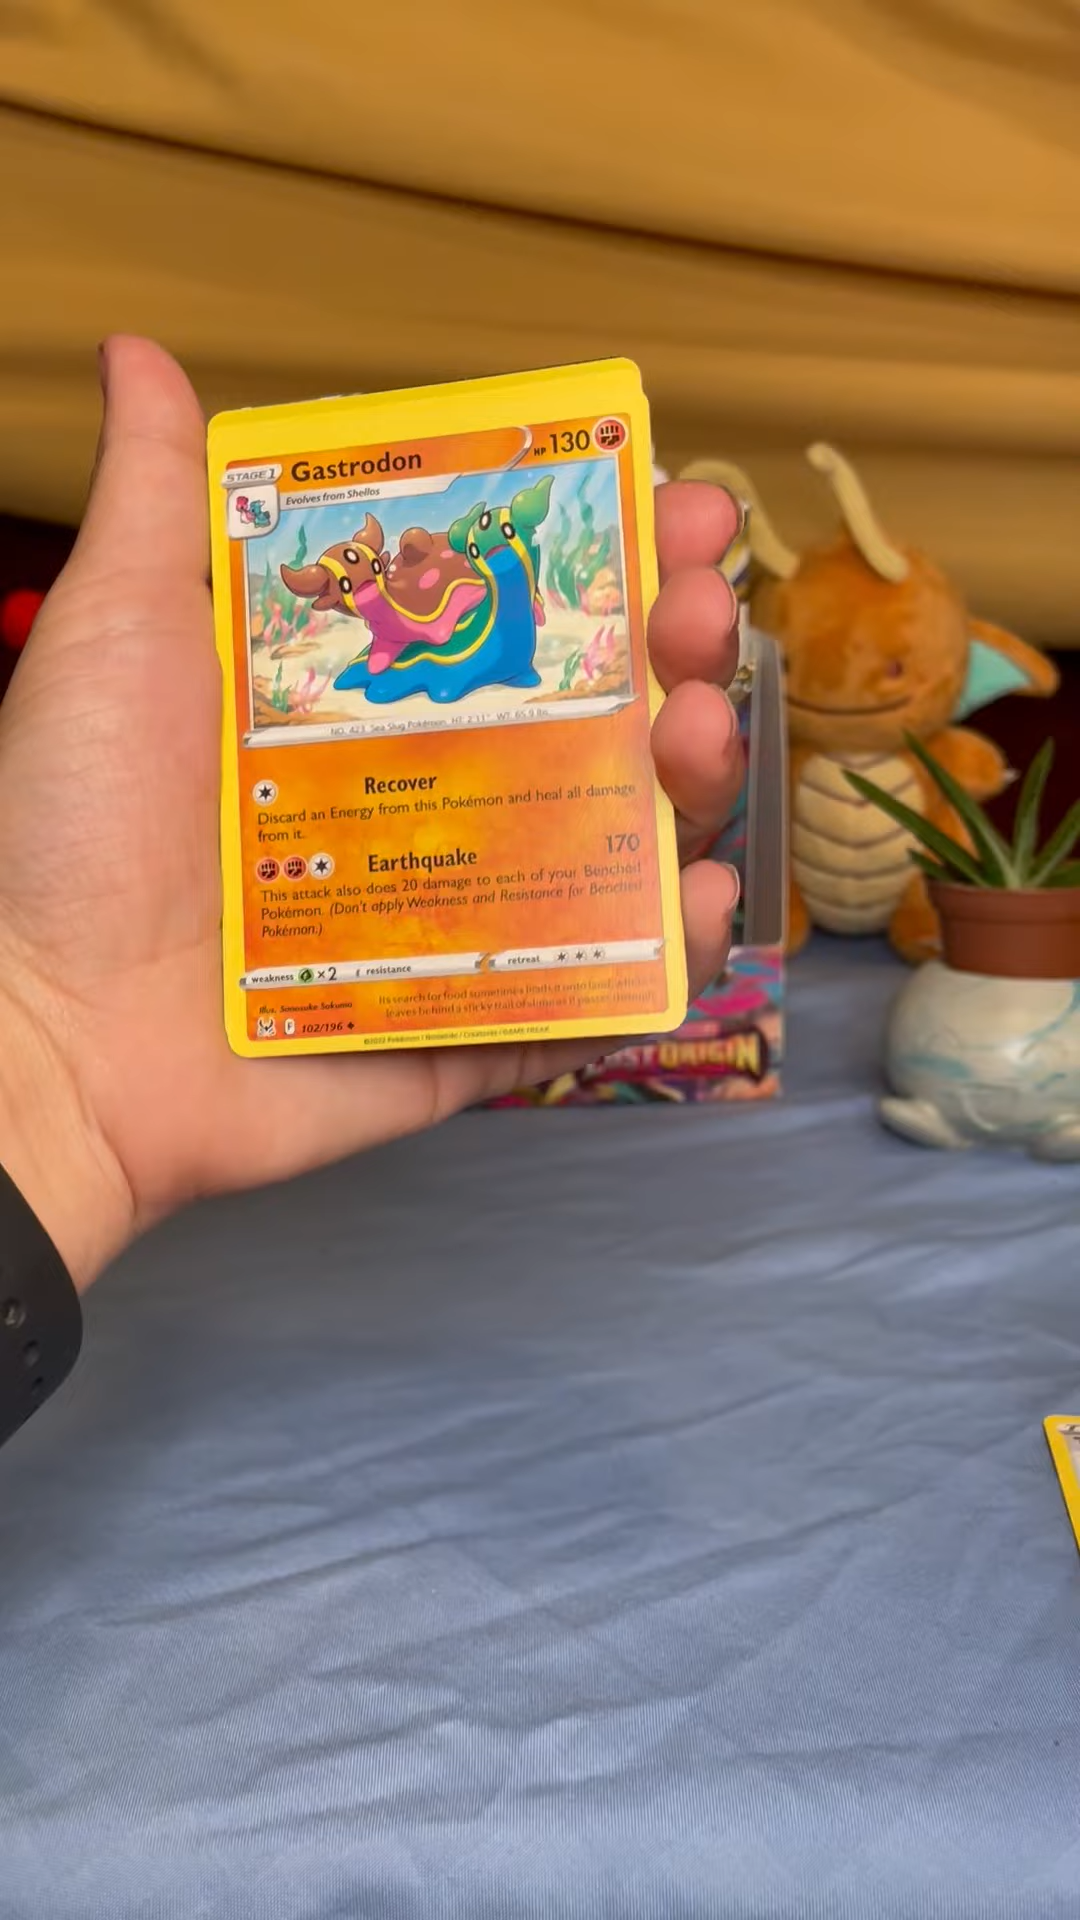 STAGE 1
Gastrodon
HP 130
Evolves from Shellos
NO. 423 Sea Slug Pokémon HT: 2'11" WT: 65.9 lbs.
Recover
Discard an Energy from this Pokémon and heal all damage
from it.
Earthquake 170
This attack also does 20 damage to each of your Benched
Pokémon. (Don't apply Weakness and Resistance for Benched
Pokémon.)
weakness ×2 resistance retreat
Illus. Sanosuke Sakuma
Its search for food sometimes leads it onto land, where it
leaves behind a sticky trail of slime as it passes through.
F 102/196
©2022 Pokémon / Nintendo / Creatures / GAME FREAK
LOST ORIGIN